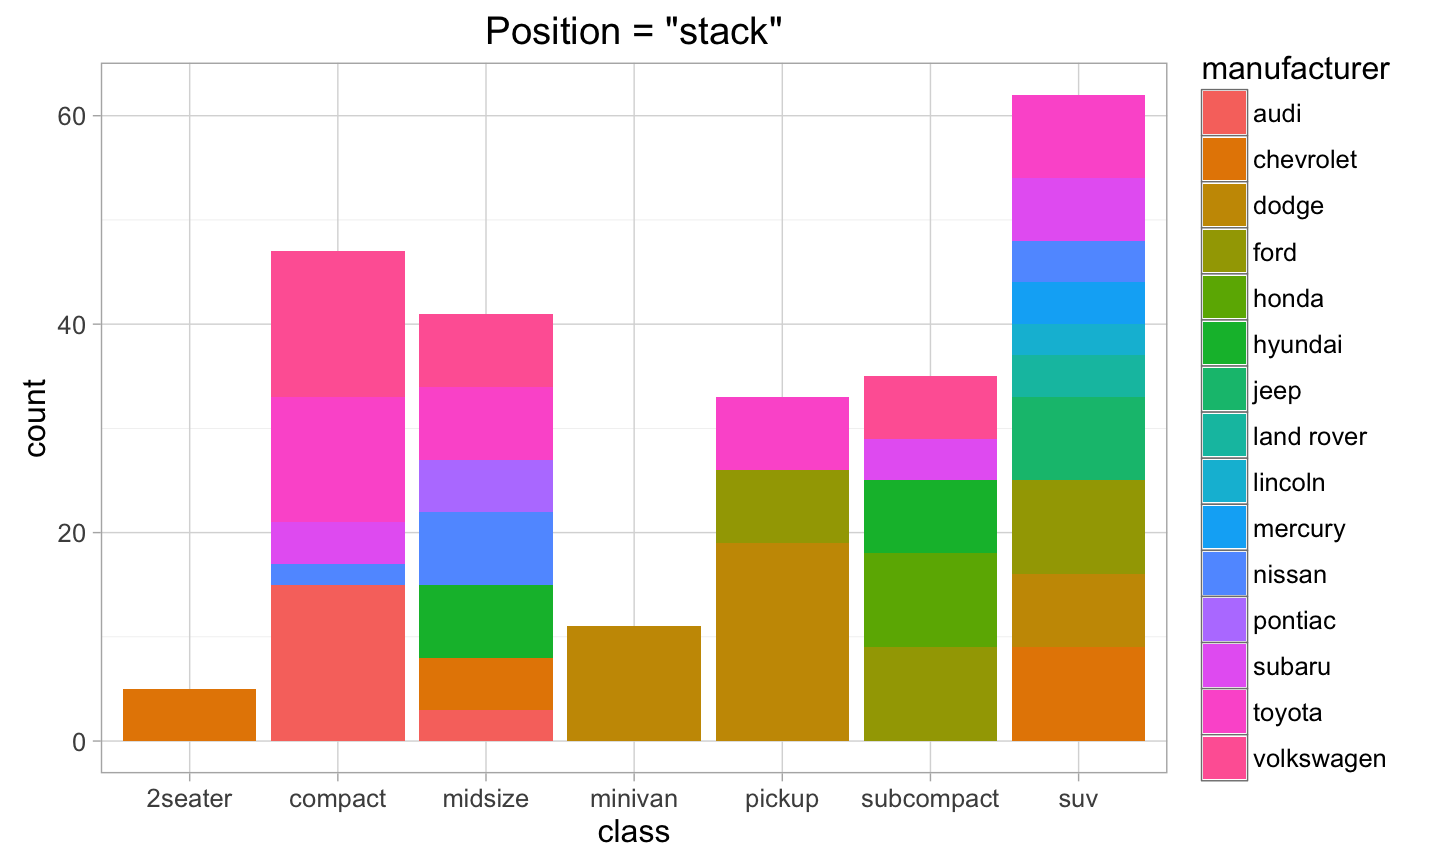 Position = "stack"
count
60
40
20
0
2seater compact midsize minivan pickup subcompact suv
class
manufacturer
audi
chevrolet
dodge
ford
honda
hyundai
jeep
land rover
lincoln
mercury
nissan
pontiac
subaru
toyota
volkswagen